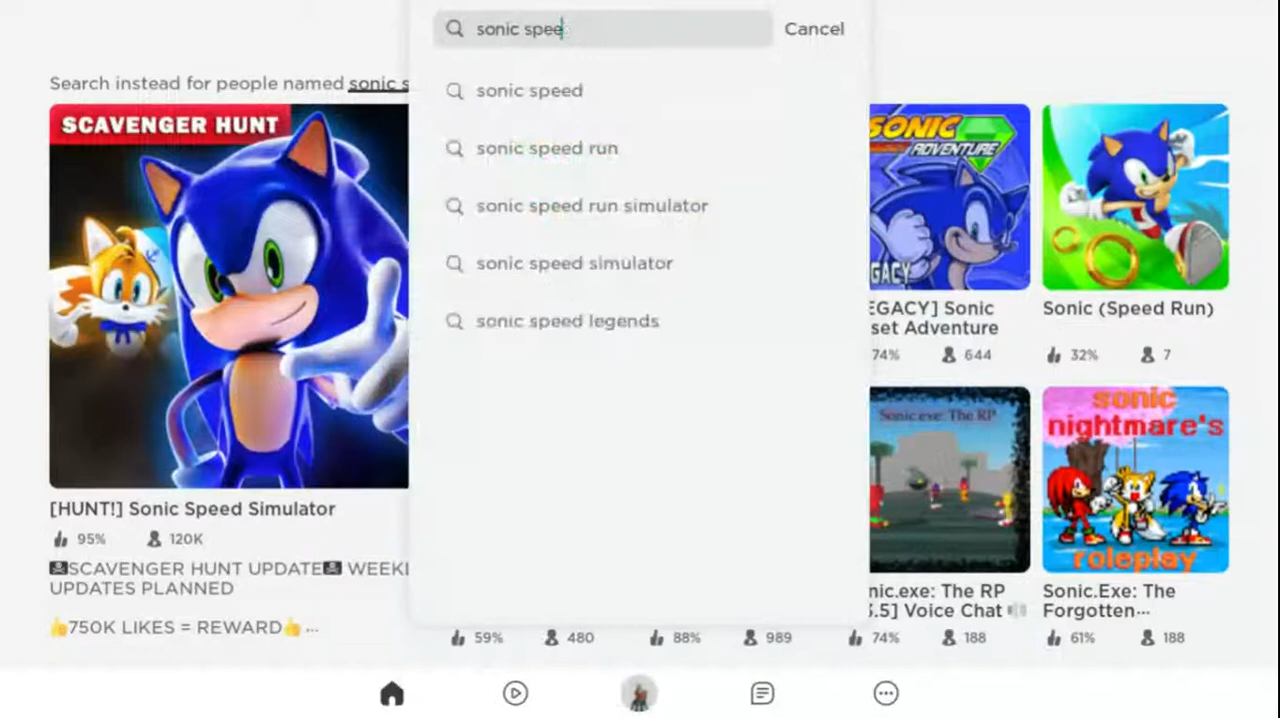 sonic spee
Cancel
Search instead for people named sonic s
sonic speed
sonic speed run
sonic speed run simulator
sonic speed simulator
sonic speed legends
SCAVENGER HUNT
[HUNT!] Sonic Speed Simulator
95% 120K
SCAVENGER HUNT UPDATE WEEKL
UPDATES PLANNED
👍750K LIKES = REWARD👍 ...
SONIC
ADVENTURE
GACY
EGACY] Sonic
set Adventure
74% 644
Sonic (Speed Run)
32% 7
Sonic.exe: The RP
nic.exe: The RP
3.5] Voice Chat
74% 188
sonic
nightmare's
roleplay
Sonic.Exe: The
Forgotten...
61% 188
59% 480
88% 989